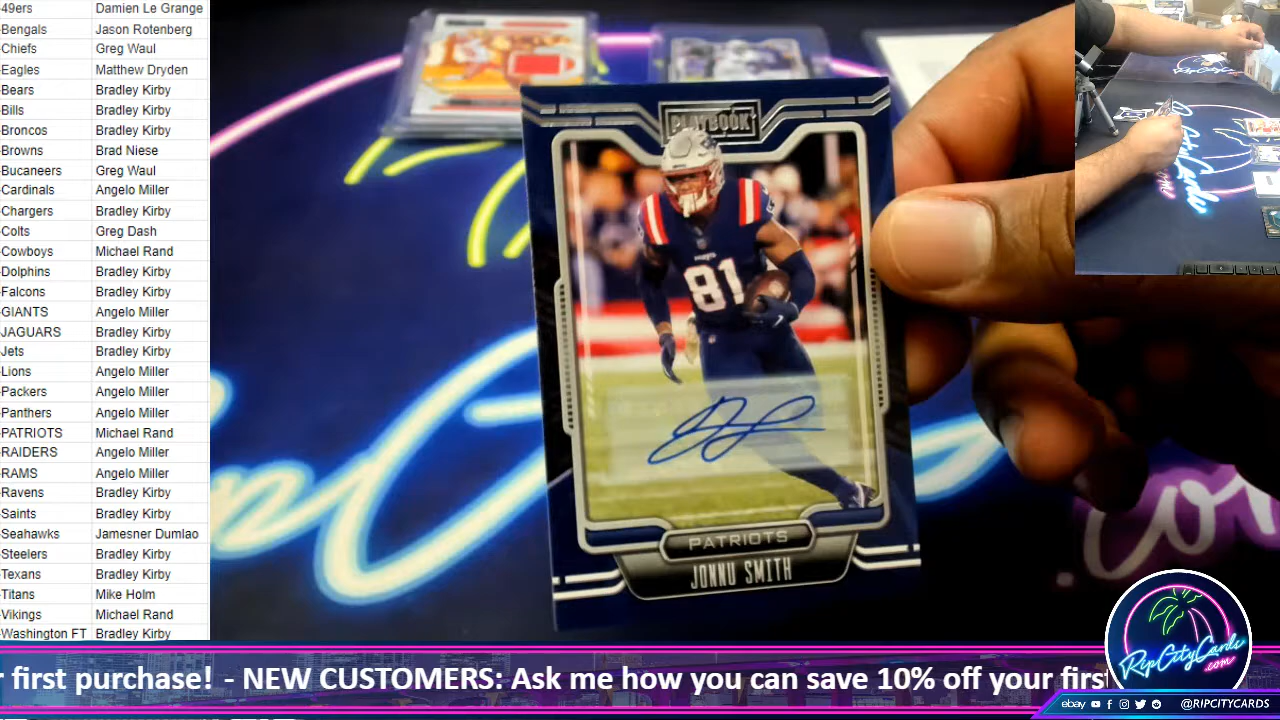 -49ers Damien Le Grange
-Bengals Jason Rotenberg
-Chiefs Greg Waul
-Eagles Matthew Dryden
-Bears Bradley Kirby
-Bills Bradley Kirby
-Broncos Bradley Kirby
-Browns Brad Niese
-Bucaneers Greg Waul
-Cardinals Angelo Miller
-Chargers Bradley Kirby
-Colts Greg Dash
-Cowboys Michael Rand
-Dolphins Bradley Kirby
-Falcons Bradley Kirby
-GIANTS Angelo Miller
-JAGUARS Bradley Kirby
-Jets Bradley Kirby
-Lions Angelo Miller
-Packers Angelo Miller
-Panthers Angelo Miller
-PATRIOTS Michael Rand
-RAIDERS Angelo Miller
-RAMS Angelo Miller
-Ravens Bradley Kirby
-Saints Bradley Kirby
-Seahawks Jamesner Dumlao
-Steelers Bradley Kirby
-Texans Bradley Kirby
-Titans Mike Holm
-Vikings Michael Rand
-Washington FT Bradley Kirby
PLAYBOOK
81
PATRIOTS
JONNU SMITH
.co
RipCityCards
.com
r first purchase! - NEW CUSTOMERS: Ask me how you can save 10% off your firs
ebay @RIPCITYCARDS